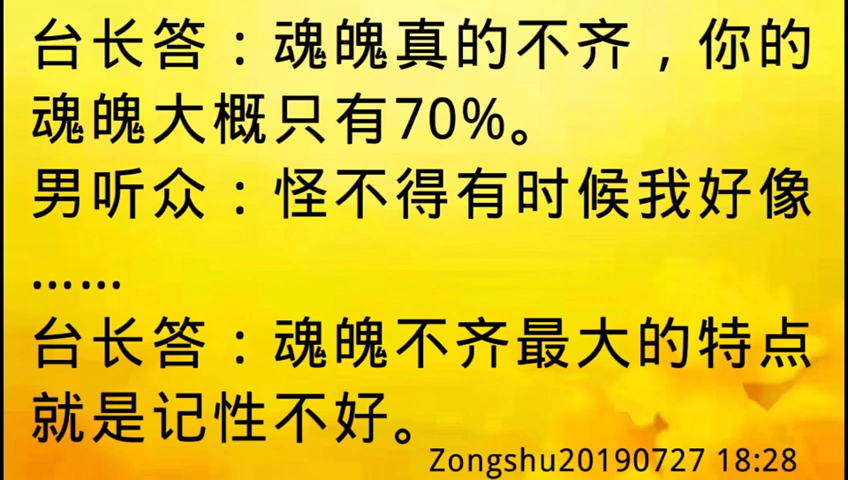 台长答：魂魄真的不齐，你的
魂魄大概只有70%。
男听众：怪不得有时候我好像
……
台长答：魂魄不齐最大的特点
就是记性不好。
Zongshu20190727 18:28